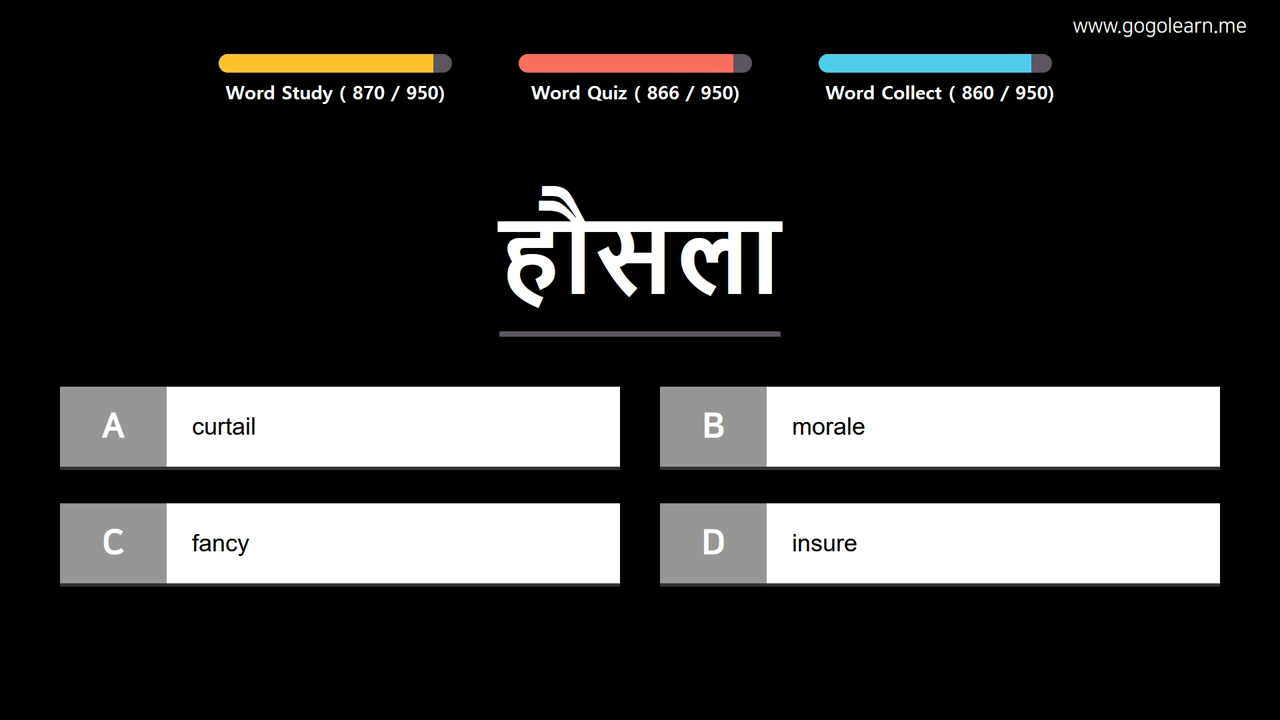 www.gogolearn.me
Word Study ( 870 / 950)
Word Quiz ( 866 / 950)
Word Collect ( 860 / 950)
हौसला
A curtail
B morale
C fancy
D insure